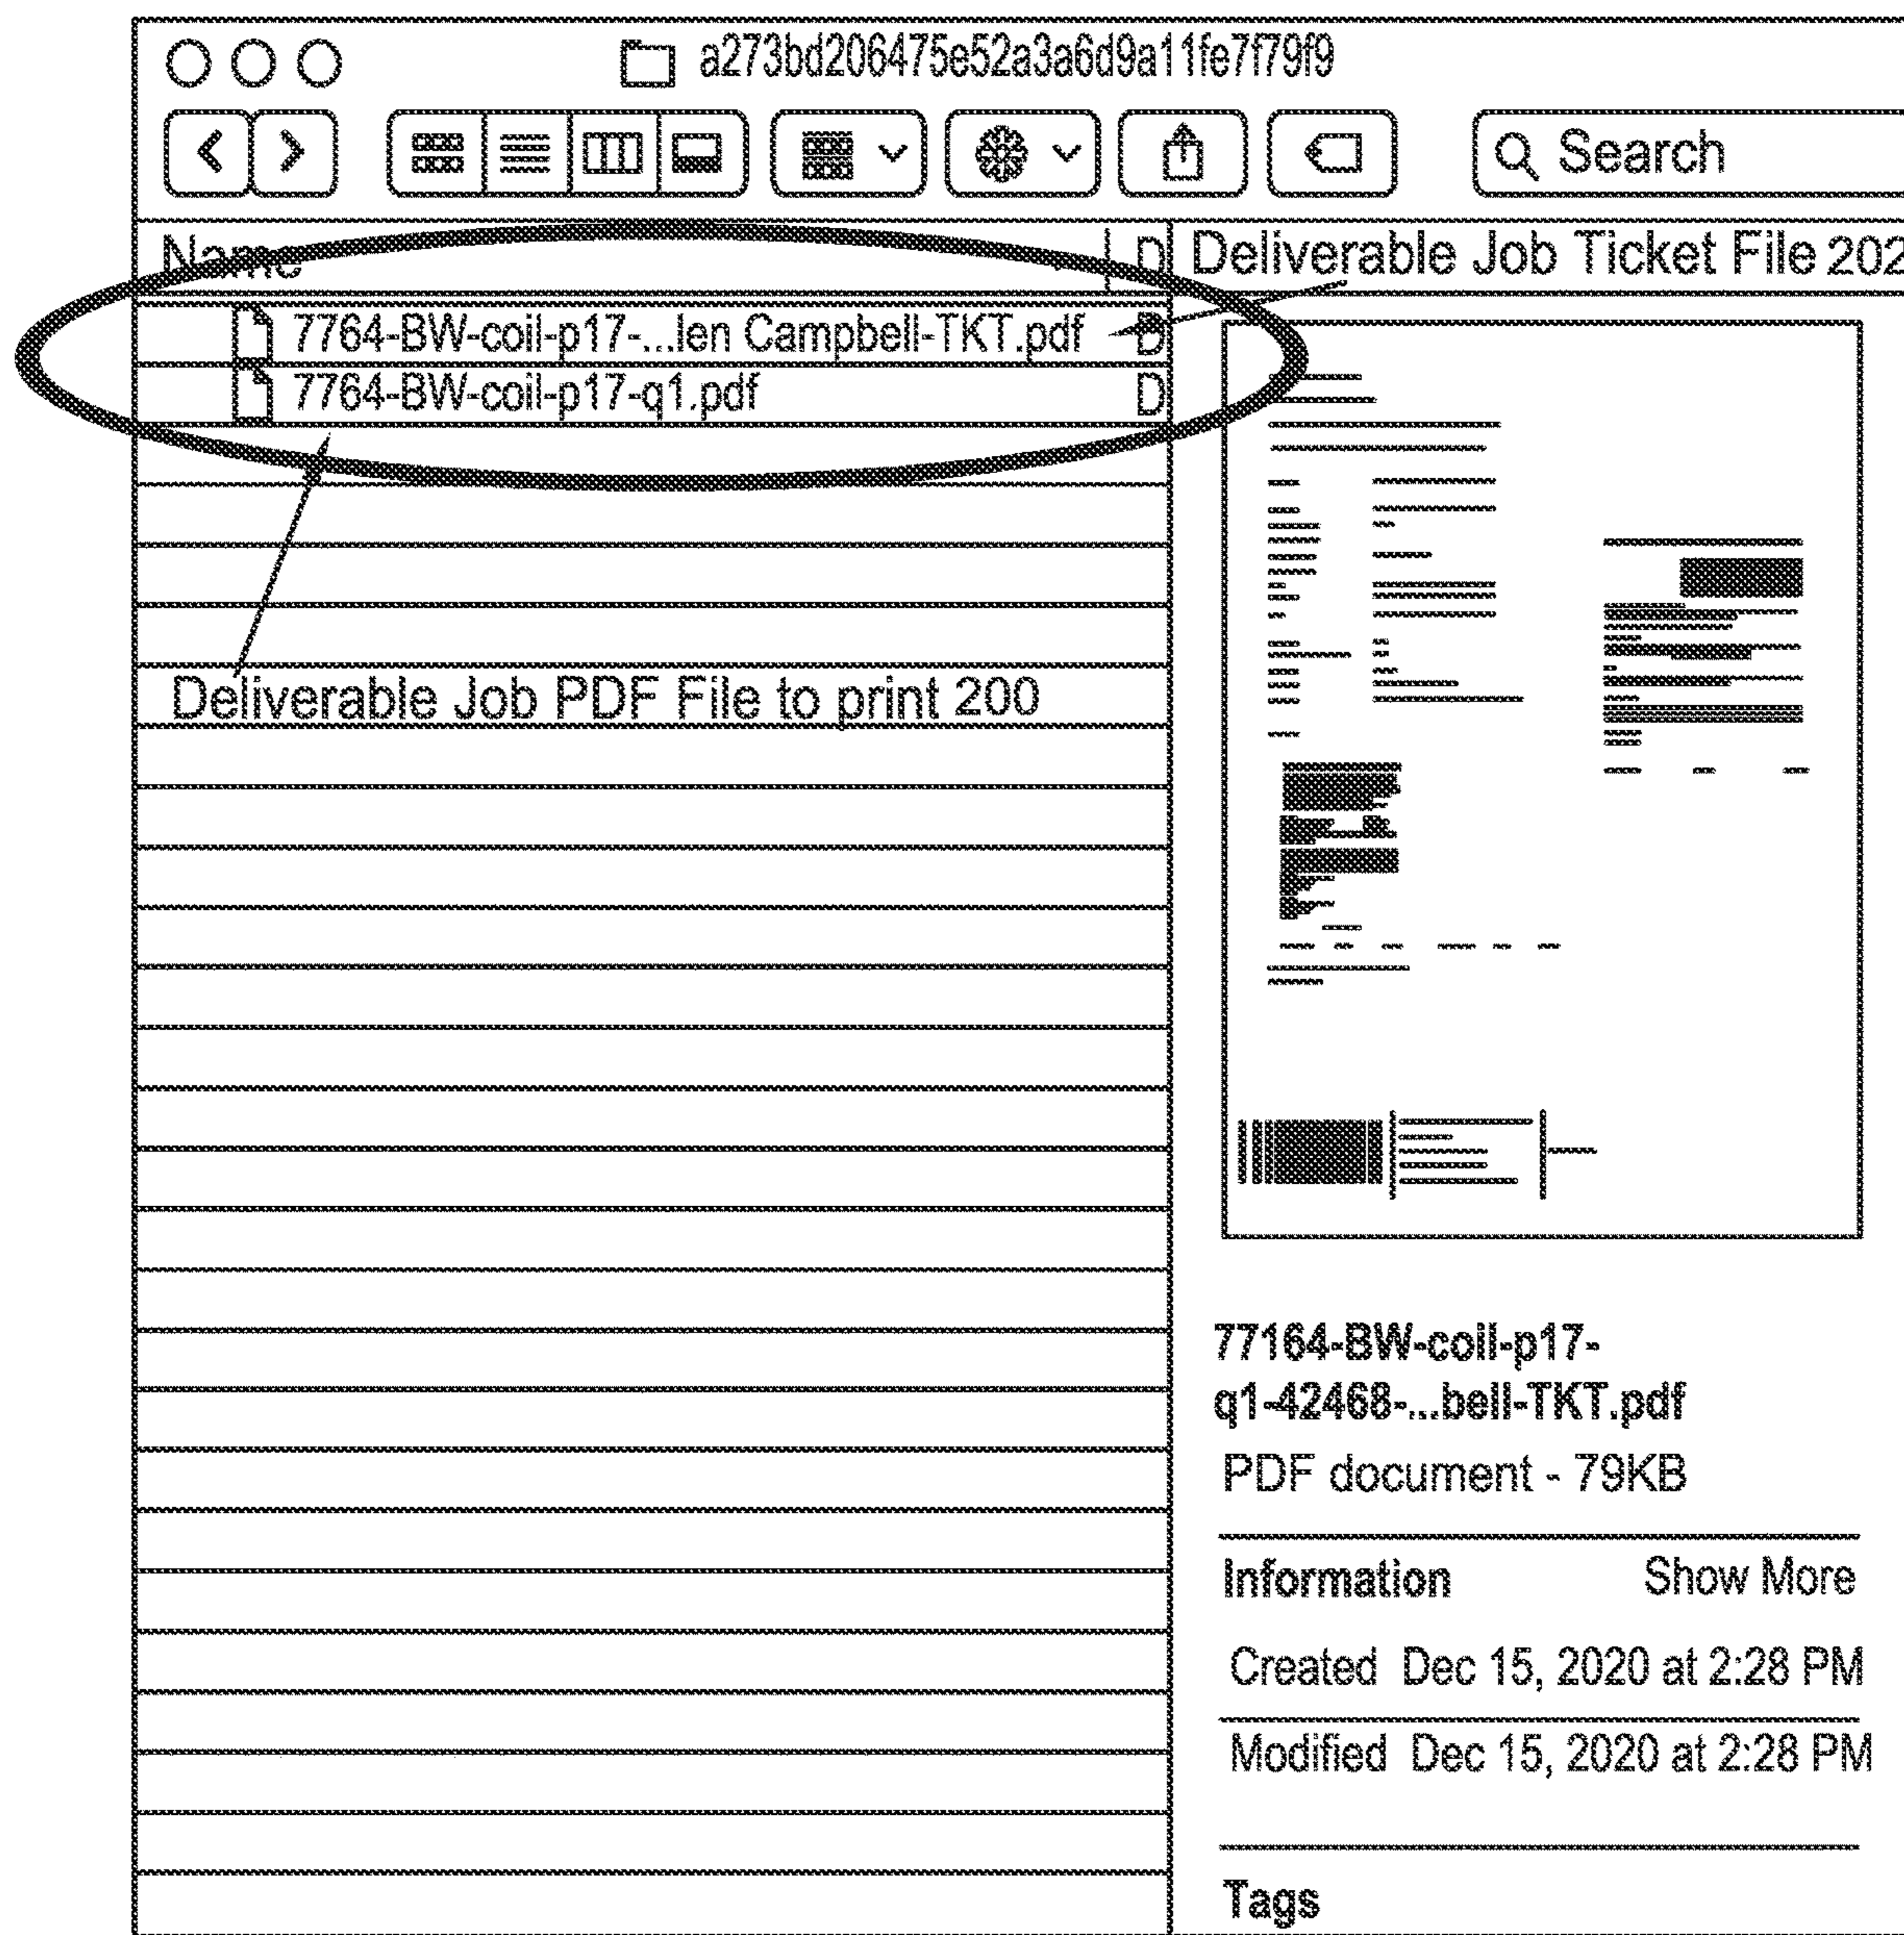 a273bd206475e52a3a6d9a11fe7f79f9
Search
Name
D
Deliverable Job Ticket File 202
7764-BW-coil-p17-...len Campbell-TKT.pdf
D
7764-BW-coil-p17-q1.pdf
D
Deliverable Job PDF File to print 200
77164-BW-coil-p17-
q1-42468-...bell-TKT.pdf
PDF document - 79KB
Information Show More
Created Dec 15, 2020 at 2:28 PM
Modified Dec 15, 2020 at 2:28 PM
Tags